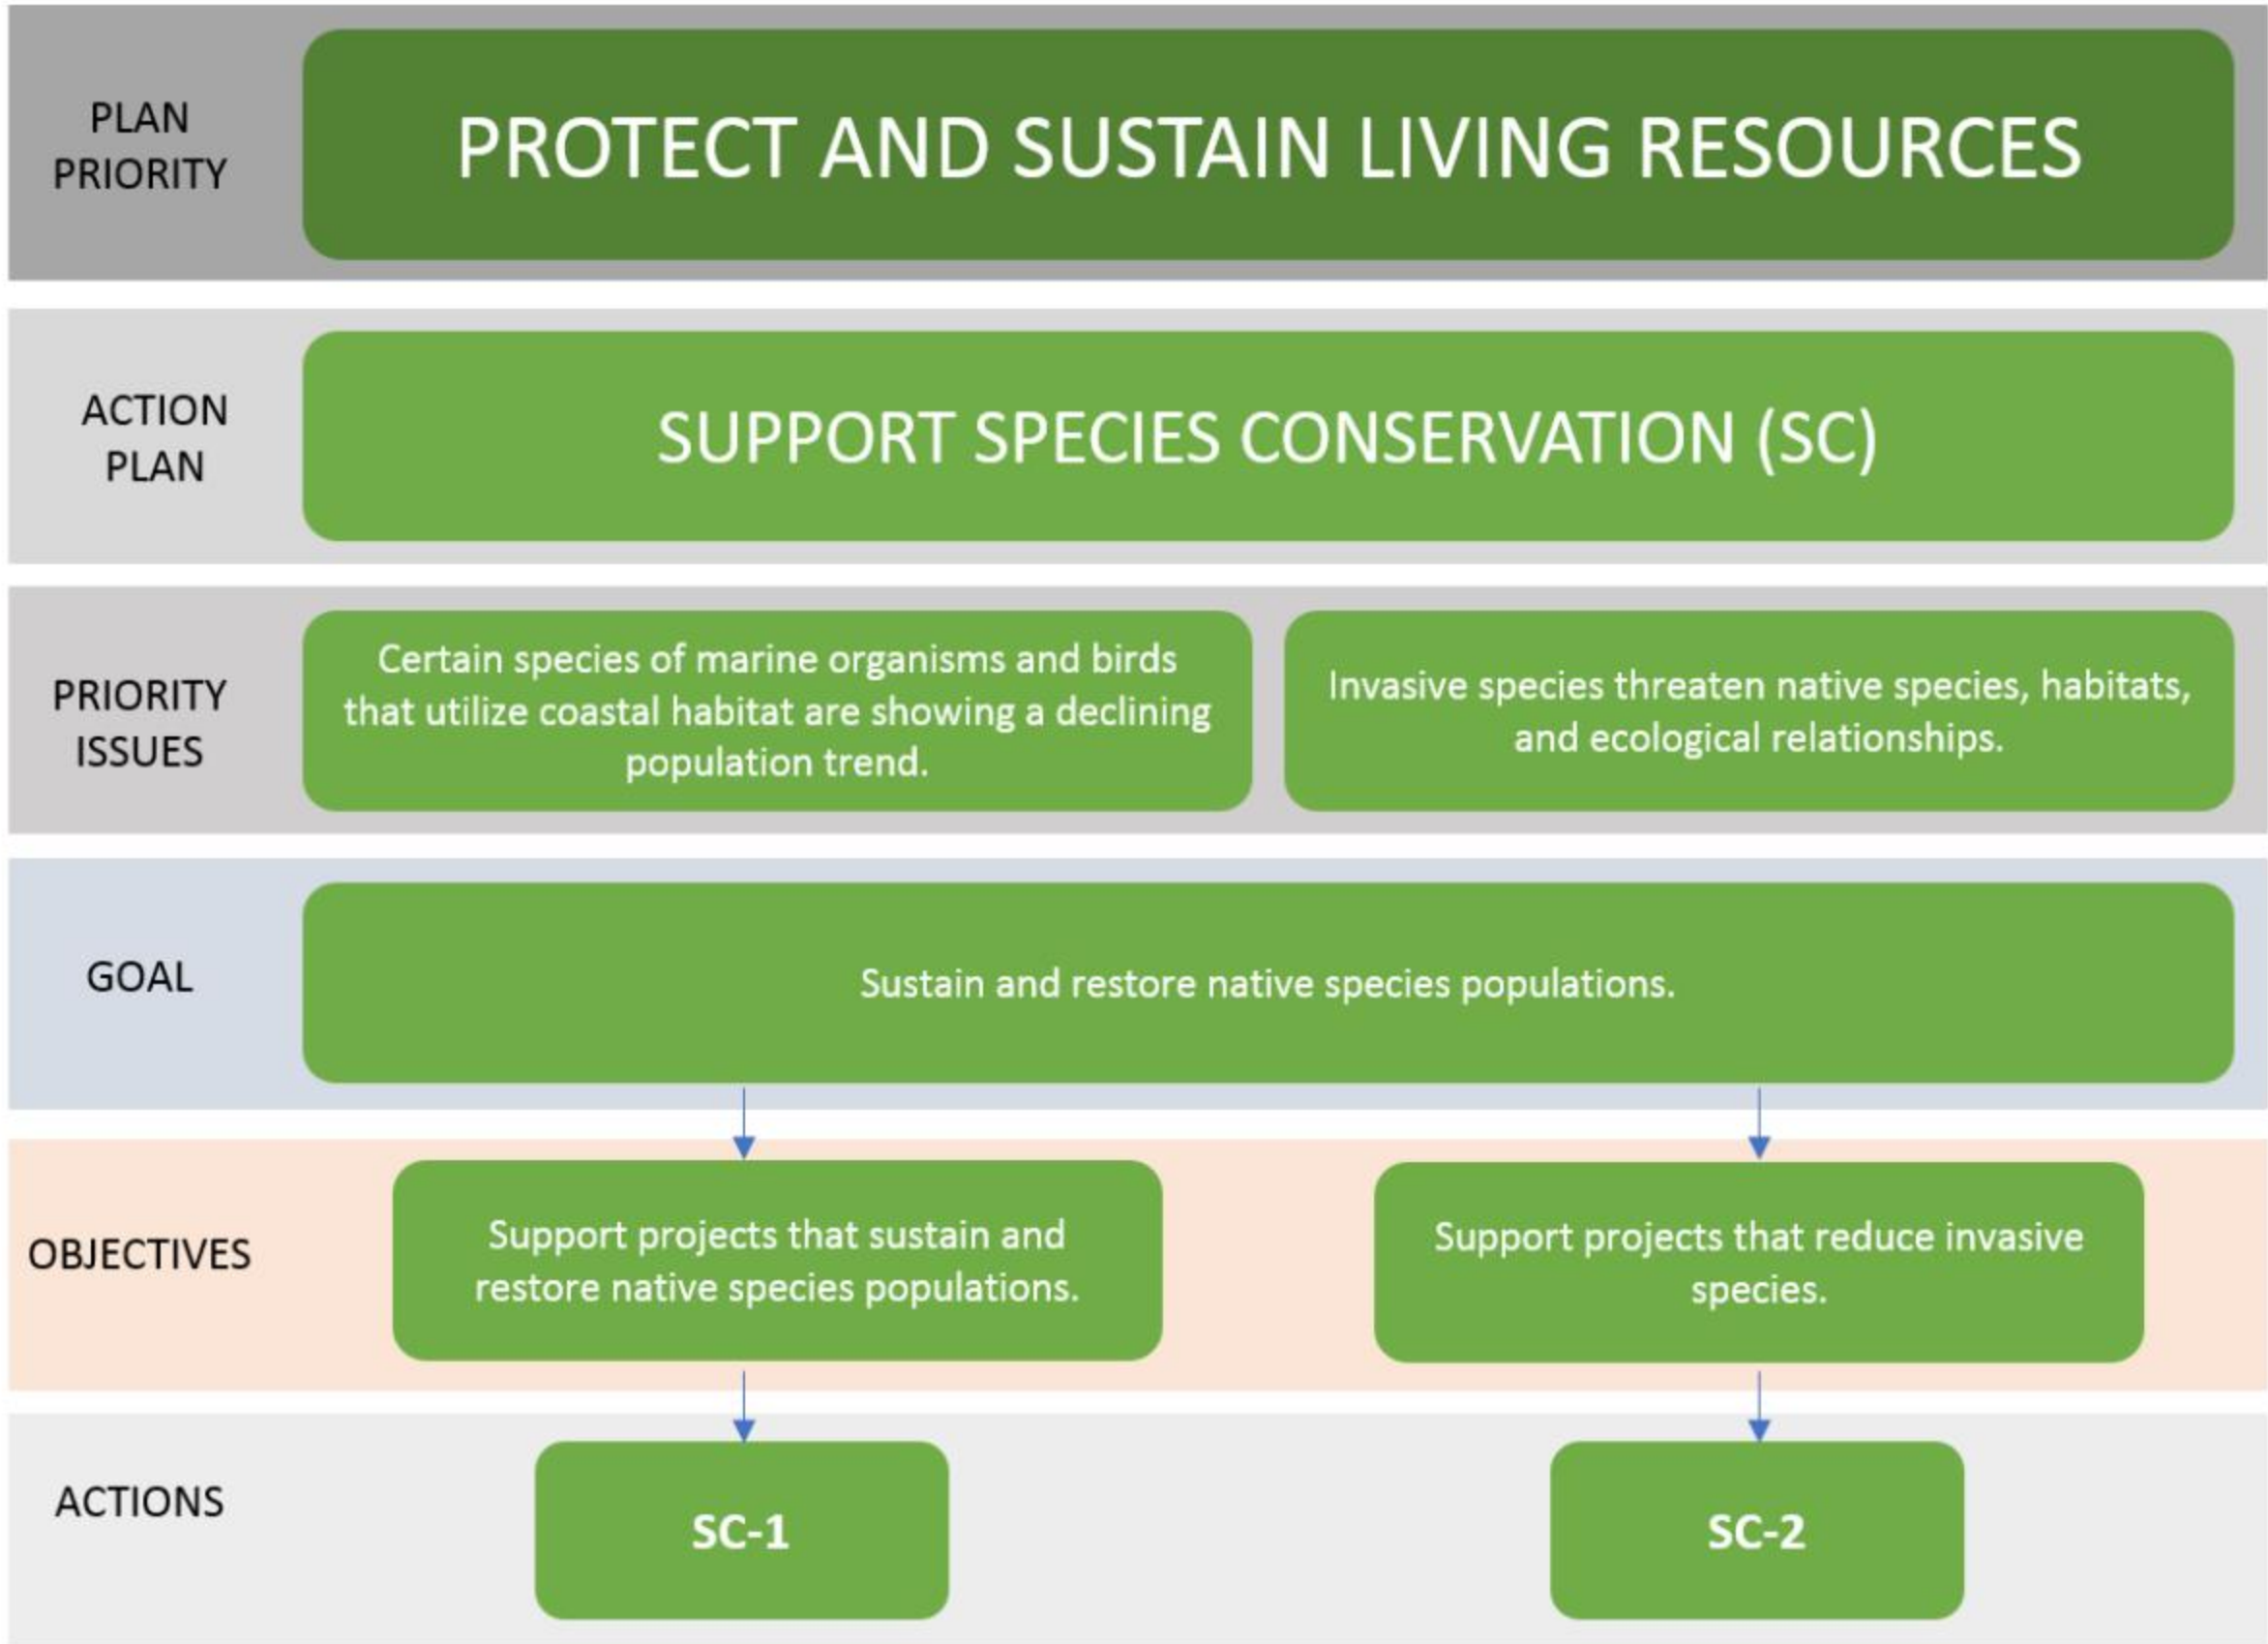 PLAN
PRIORITY
PROTECT AND SUSTAIN LIVING RESOURCES
ACTION
PLAN
SUPPORT SPECIES CONSERVATION (SC)
PRIORITY
ISSUES
Certain species of marine organisms and birds
that utilize coastal habitat are showing a declining
population trend.
Invasive species threaten native species, habitats,
and ecological relationships.
GOAL
Sustain and restore native species populations.
OBJECTIVES
Support projects that sustain and
restore native species populations.
Support projects that reduce invasive
species.
ACTIONS
SC-1
SC-2